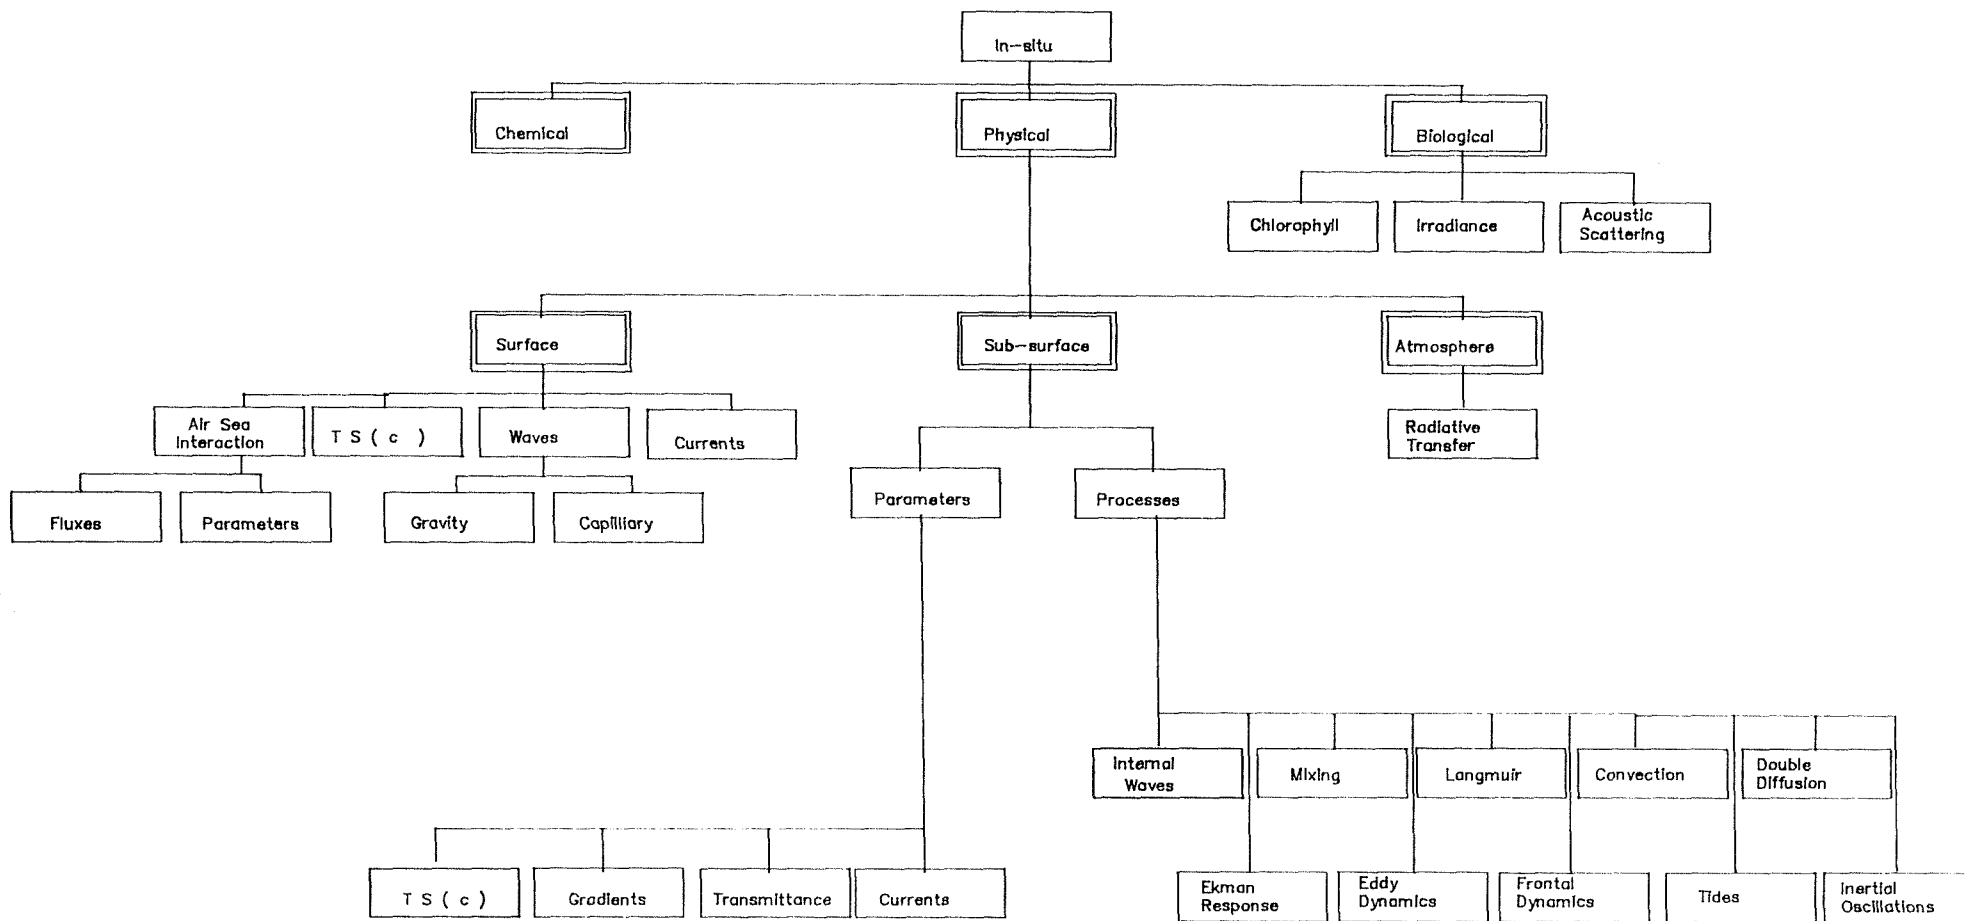 In-situ
Chemical
Physical
Biological
Chlorophyll
Irradiance
Acoustic
Scattering
Surface
Sub-surface
Atmosphere
Air Sea
Interaction
T S ( c )
Waves
Currents
Radiative
Transfer
Fluxes
Parameters
Gravity
Capilliary
Parameters
Processes
Internal
Waves
Mixing
Langmuir
Convection
Double
Diffusion
T S ( c )
Gradients
Transmittance
Currents
Ekman
Response
Eddy
Dynamics
Frontal
Dynamics
Tides
Inertial
Oscillations